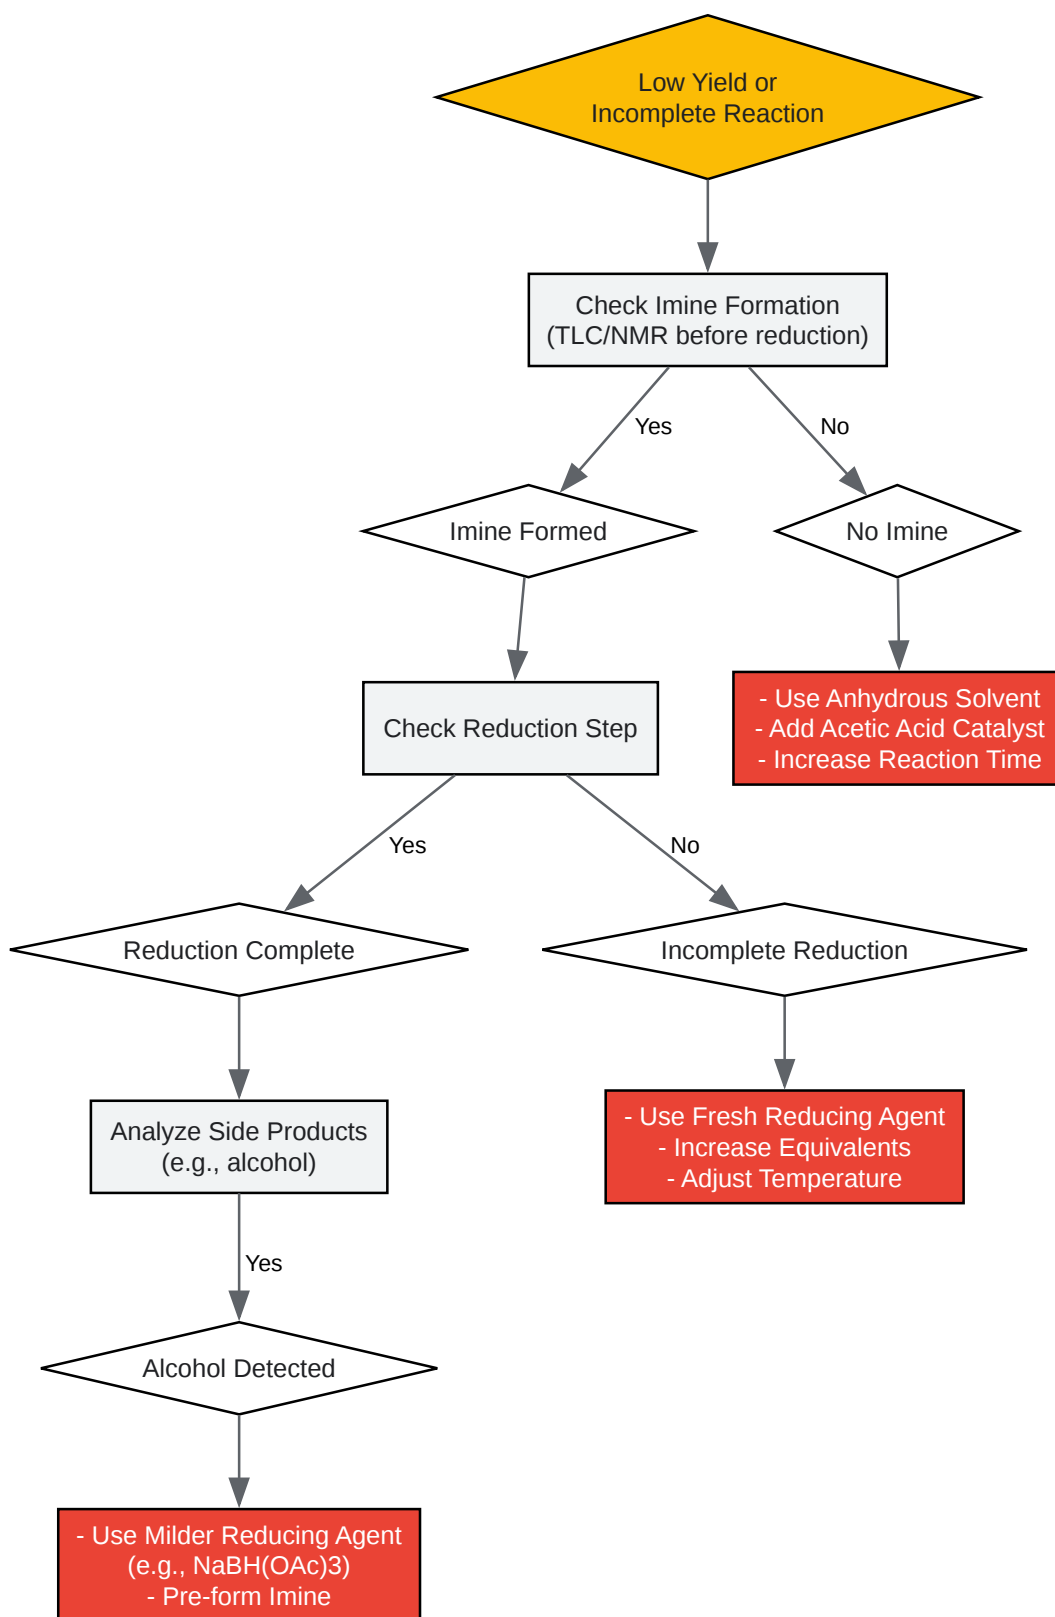 Low Yield or
Incomplete Reaction
Check Imine Formation
(TLC/NMR before reduction)
Yes
No
Imine Formed
No Imine
Check Reduction Step
- Use Anhydrous Solvent
- Add Acetic Acid Catalyst
- Increase Reaction Time
Yes
No
Reduction Complete
Incomplete Reduction
Analyze Side Products
(e.g., alcohol)
- Use Fresh Reducing Agent
- Increase Equivalents
- Adjust Temperature
Yes
Alcohol Detected
- Use Milder Reducing Agent
(e.g., NaBH(OAc)3)
- Pre-form Imine